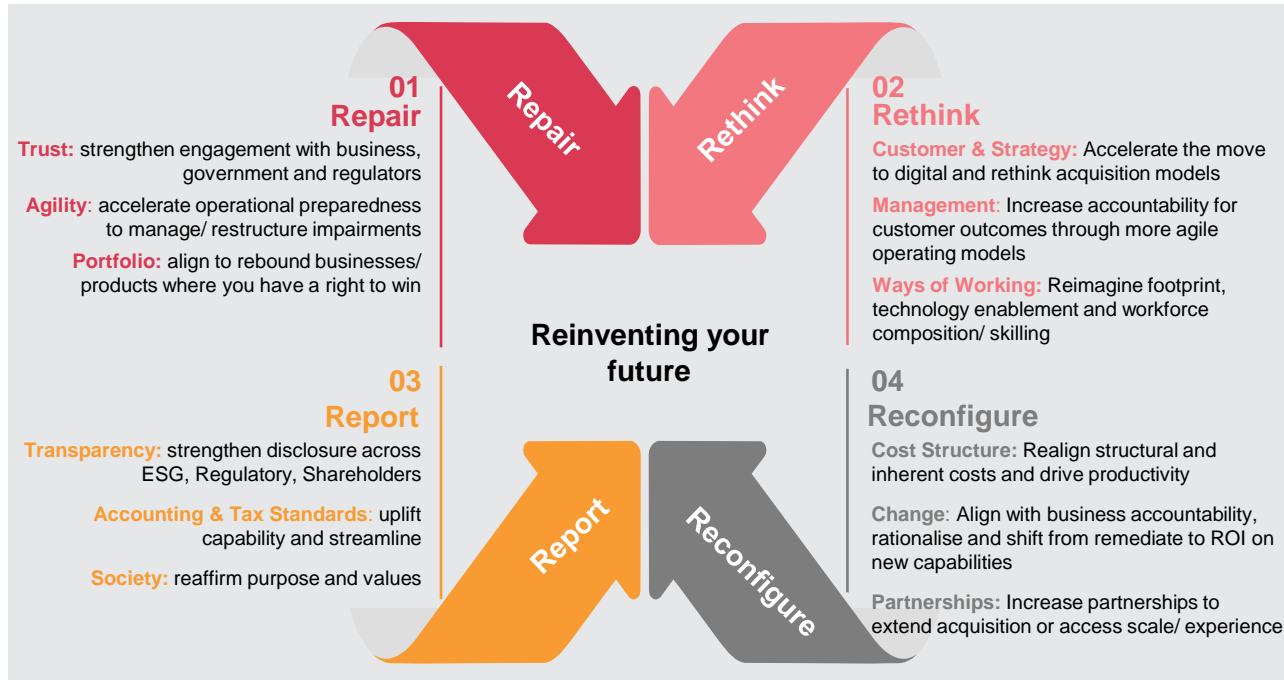 01
Repair
Trust: strengthen engagement with business,
government and regulators
Agility: accelerate operational preparedness
to manage/ restructure impairments
Portfolio: align to rebound businesses/
products where you have a right to win
Repair
Rethink
02
Rethink
Customer & Strategy: Accelerate the move
to digital and rethink acquisition models
Management: Increase accountability for
customer outcomes through more agile
operating models
Ways of Working: Reimagine footprint,
technology enablement and workforce
composition/ skilling
Reinventing your
future
03
Report
Transparency: strengthen disclosure across
ESG, Regulatory, Shareholders
Accounting & Tax Standards: uplift
capability and streamline
Society: reaffirm purpose and values
Report
Reconfigure
04
Reconfigure
Cost Structure: Realign structural and
inherent costs and drive productivity
Change: Align with business accountability,
rationalise and shift from remediate to ROI on
new capabilities
Partnerships: Increase partnerships to
extend acquisition or access scale/ experience